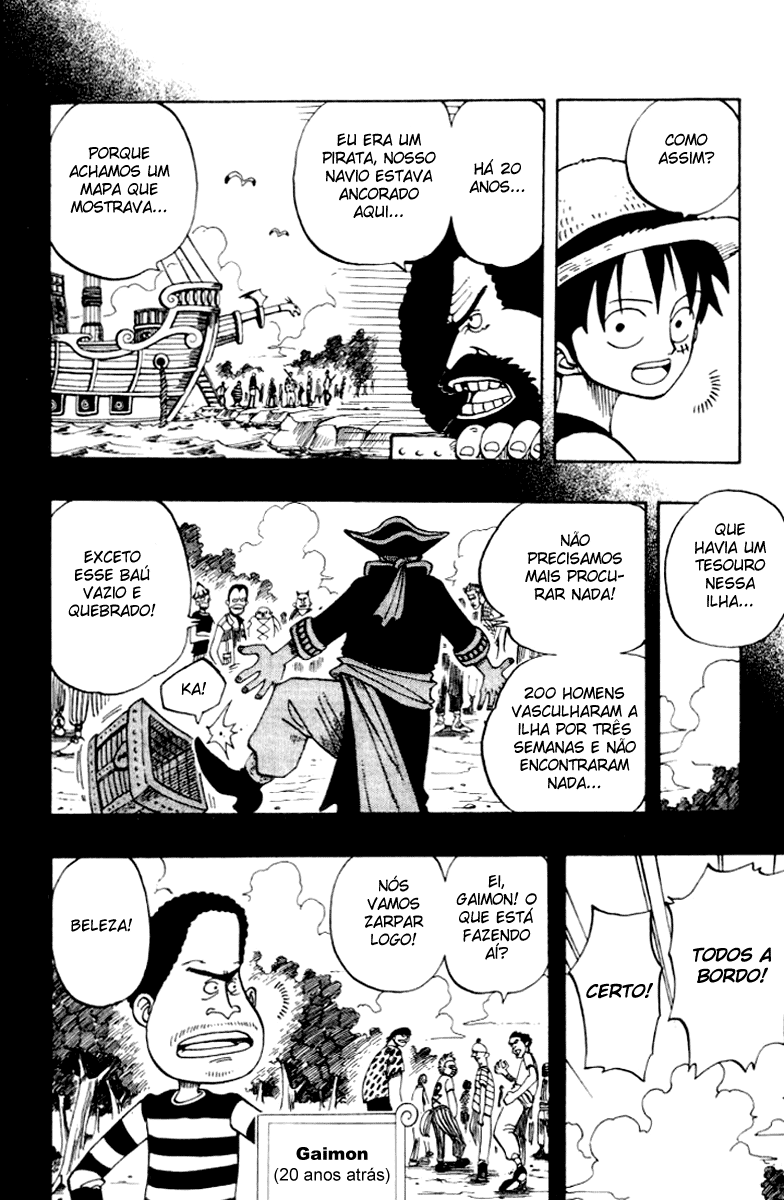 COMO
ASSIM?
HÁ 20
ANOS...
EU ERA UM
PIRATA, NOSSO
NAVIO ESTAVA
ANCORADO
AQUI...
PORQUE
ACHAMOS UM
MAPA QUE
MOSTRAVA...
QUE
HAVIA UM
TESOURO
NESSA
ILHA...
NÃO
PRECISAMOS
MAIS PROCU-
RAR NADA!
200 HOMENS
VASCULHARAM A
ILHA POR TRÊS
SEMANAS E NÃO
ENCONTRARAM
NADA...
EXCETO
ESSE BAÚ
VAZIO E
QUEBRADO!
KA!
TODOS A
BORDO!
CERTO!
EI,
GAIMON! O
QUE ESTÁ
FAZENDO
AÍ?
NÓS
VAMOS
ZARPAR
LOGO!
BELEZA!
Gaimon
(20 anos atrás)